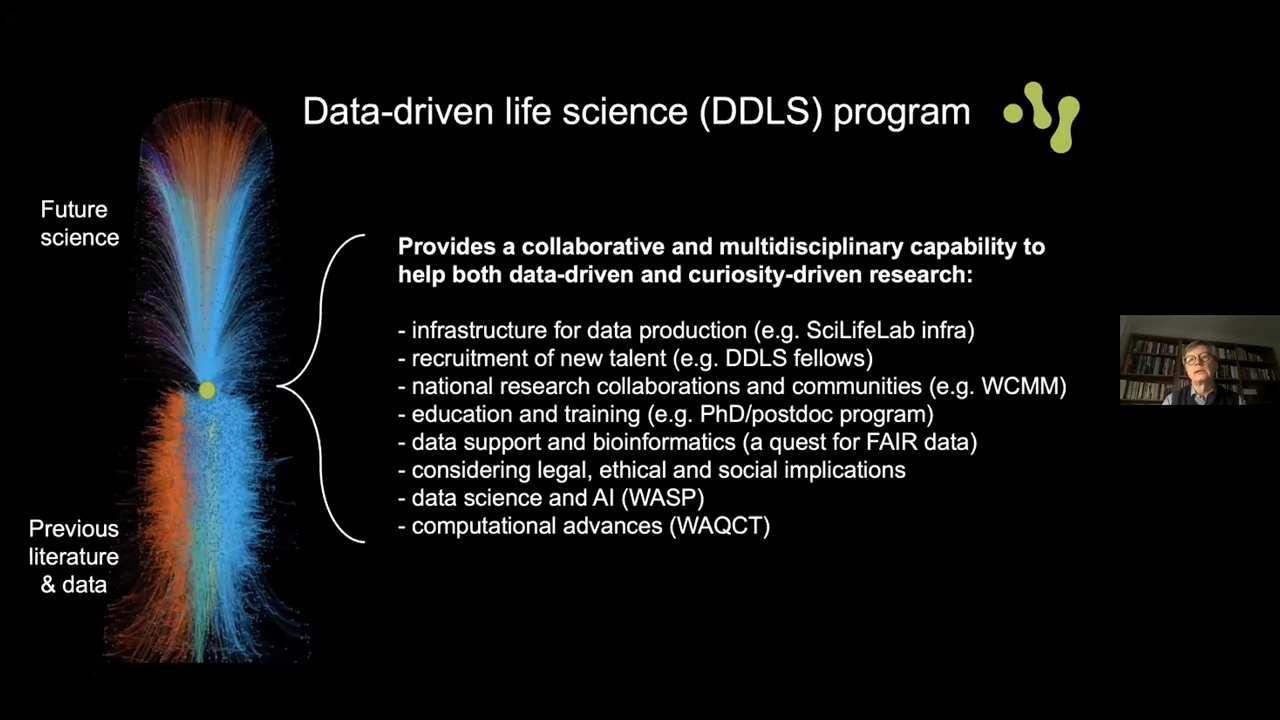 Data-driven life science (DDLS) program
Future
science
Provides a collaborative and multidisciplinary capability to
help both data-driven and curiosity-driven research:
- infrastructure for data production (e.g. SciLifeLab infra)
- recruitment of new talent (e.g. DDLS fellows)
- national research collaborations and communities (e.g. WCMM)
- education and training (e.g. PhD/postdoc program)
- data support and bioinformatics (a quest for FAIR data)
- considering legal, ethical and social implications
- data science and AI (WASP)
- computational advances (WAQCT)
Previous
literature
& data